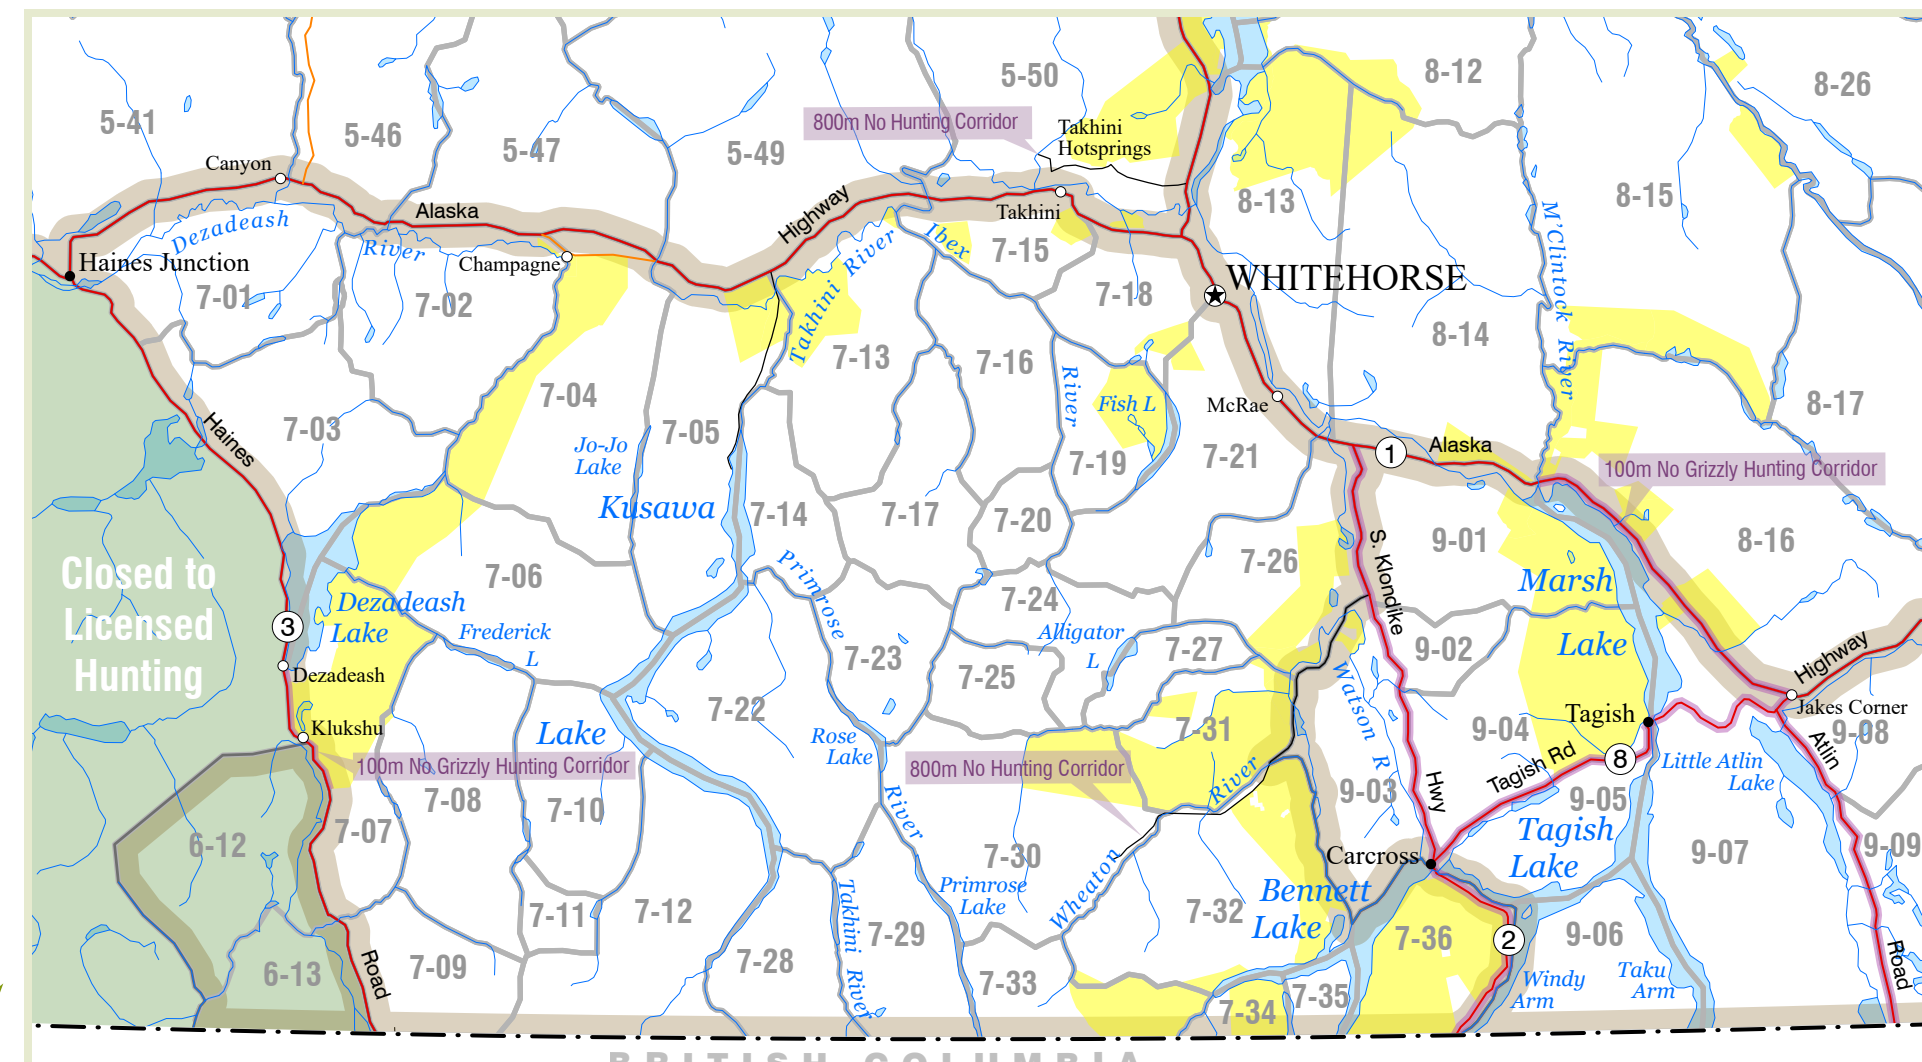 5-50
8-12
8-26
5-41
5-46
5-47
5-49
800m No Hunting Corridor
Takhini
Hotsprings
Canyon
8-13
8-15
Alaska
Highway
Takhini
Dezadeash
River
Haines Junction
Champagne
7-01
7-02
Takhini River
Ibex
7-15
7-18
WHITEHORSE
M'Clintock River
8-14
7-13
7-16
River
Fish L
McRae
8-17
7-04
7-03
Haines
Jo-Jo
Lake
7-05
7-19
7-21
1
Alaska
100m No Grizzly Hunting Corridor
Kusawa
7-14
7-17
7-20
7-26
S. Klondike
9-01
8-16
Closed to
Licensed
Hunting
7-06
Primrose
7-24
Marsh
Lake
3
Dezadeash
Lake
Frederick
L
7-23
Alligator
L
7-27
9-02
Highway
Dezadeash
7-25
Watson R
Klukshu
7-22
Lake
Rose
Lake
7-31
Tagish
9-04
Jakes Corner
9-08
100m No Grizzly Hunting Corridor
800m No Hunting Corridor
River
Hwy
Tagish Rd
8
Little Atlin
Lake
Atlin
7-08
7-10
9-03
9-05
6-12
7-07
River
7-30
Wheaton
Carcross
Tagish
Lake
9-07
9-09
Primrose
Lake
Bennett
Lake
7-11
7-12
7-32
7-36
2
9-06
Takhini River
7-29
6-13
Road
7-09
7-28
7-33
7-34
7-35
Windy
Arm
Taku
Arm
Road
BRITISH COLUMBIA